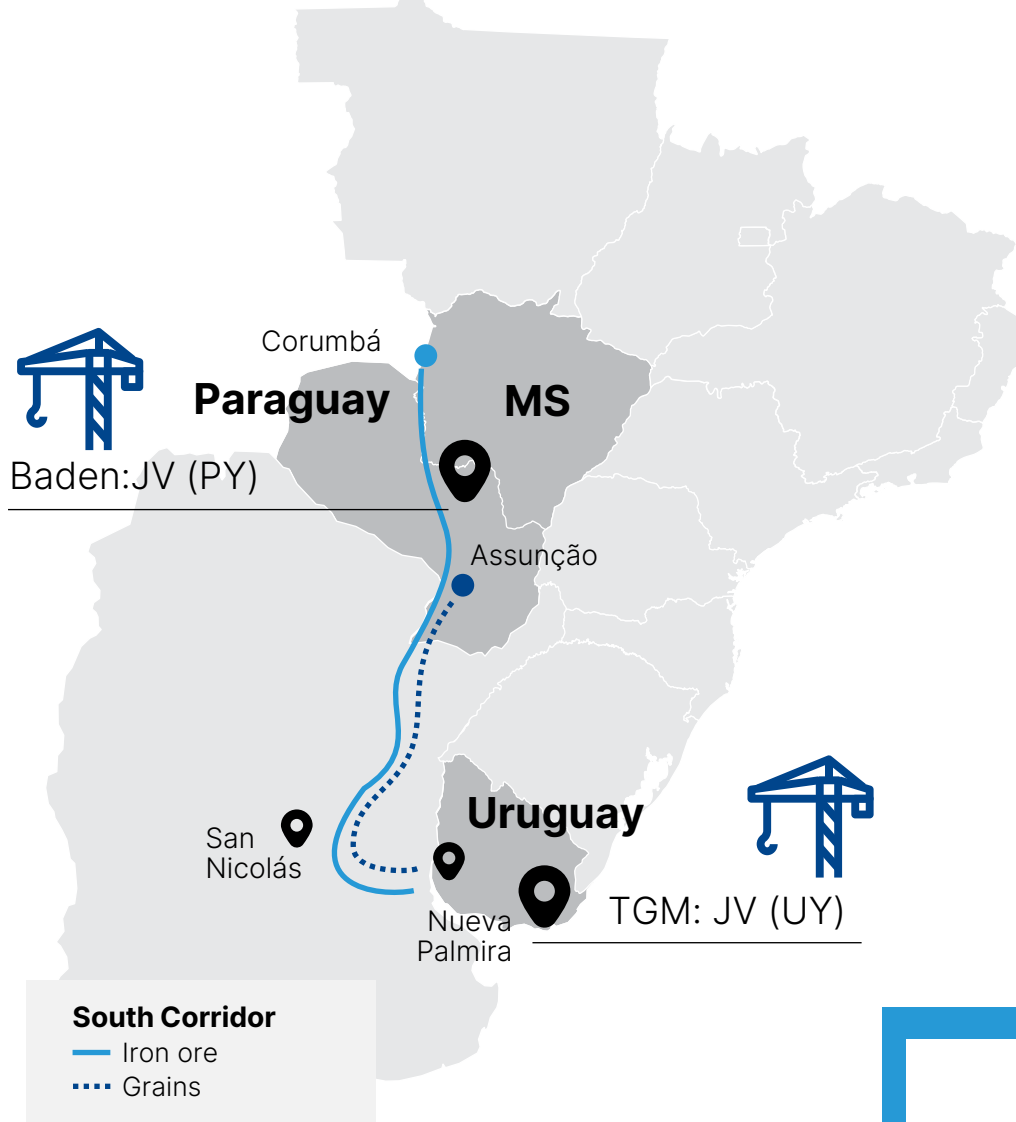 Corumbá
Paraguay
MS
Baden:JV (PY)
Assunção
Uruguay
San
Nicolás
TGM: JV (UY)
Nueva
Palmira
South Corridor
Iron ore
Grains